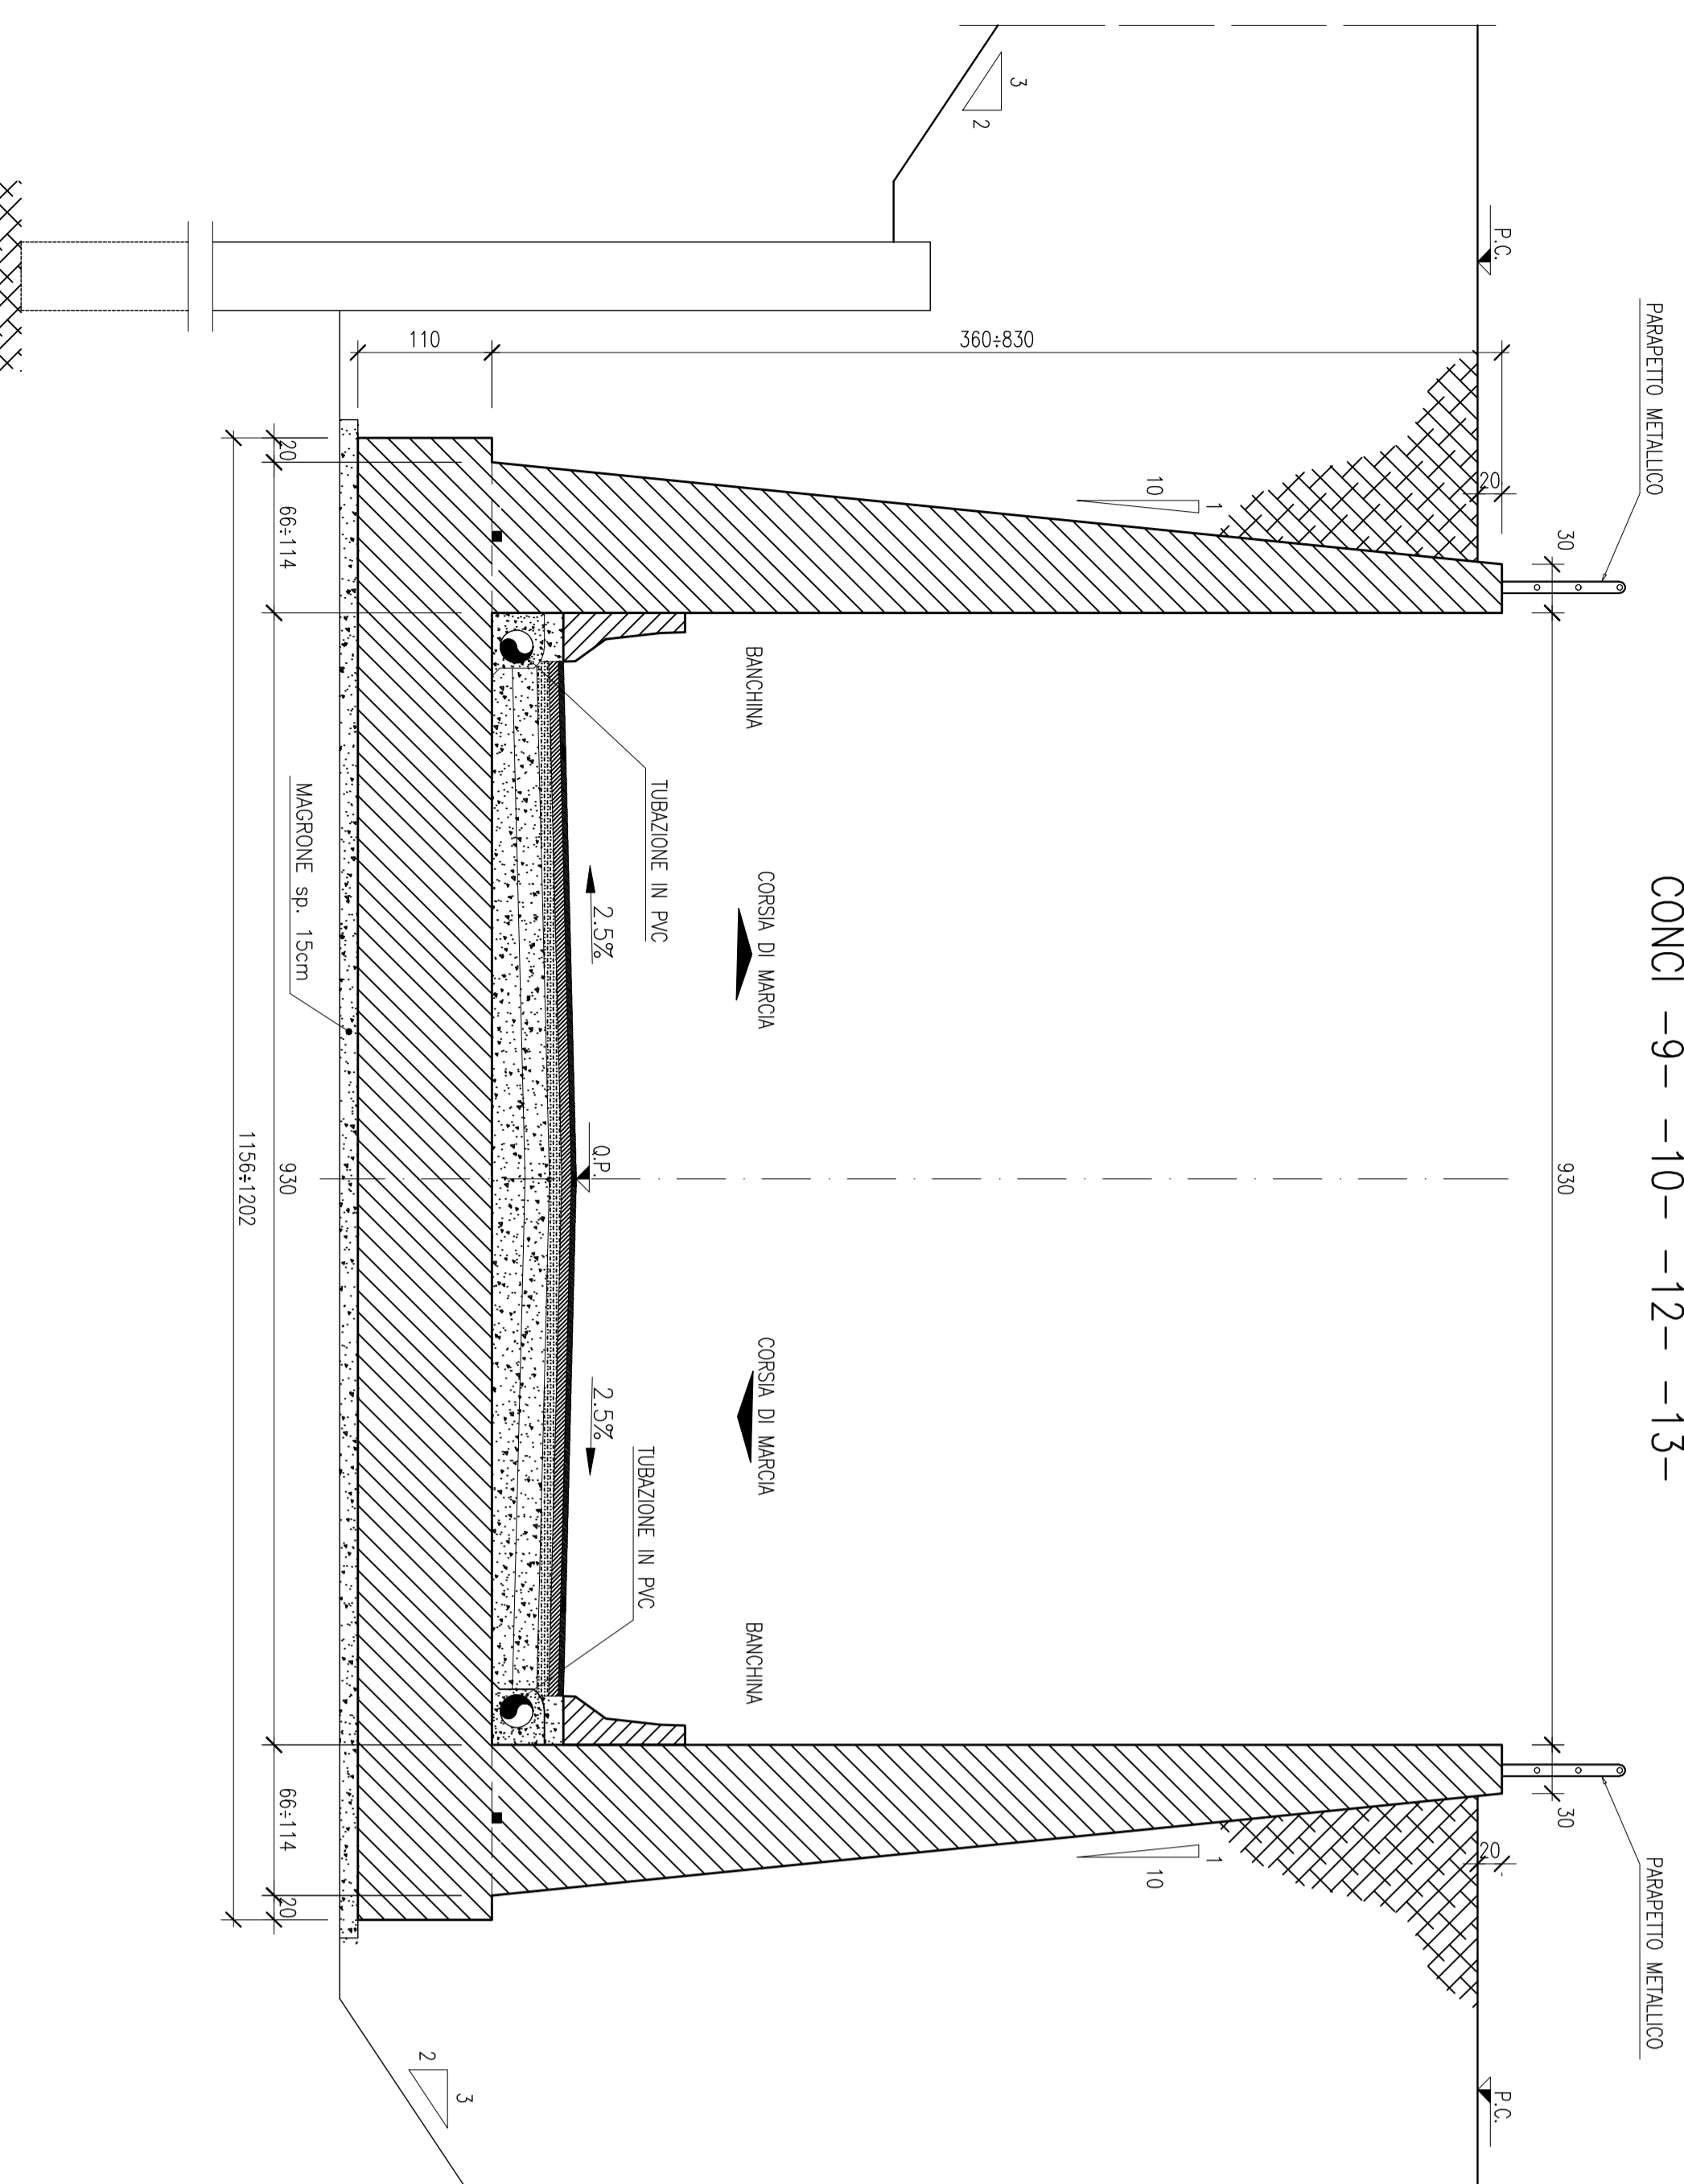 CONCI -9- -10- -12- -13-
PARAPETTO METALLICO
PARAPETTO METALLICO
30
930
30
P.C.
P.C.
20
20
3
2
1
10
1
10
360÷830
BANCHINA
CORSIA DI MARCIA
CORSIA DI MARCIA
BANCHINA
TUBAZIONE IN PVC
TUBAZIONE IN PVC
2.5%
Q.P.
2.5%
110
3
2
MAGRONE sp. 15cm
20
66÷114
930
66÷114
20
1156÷1202